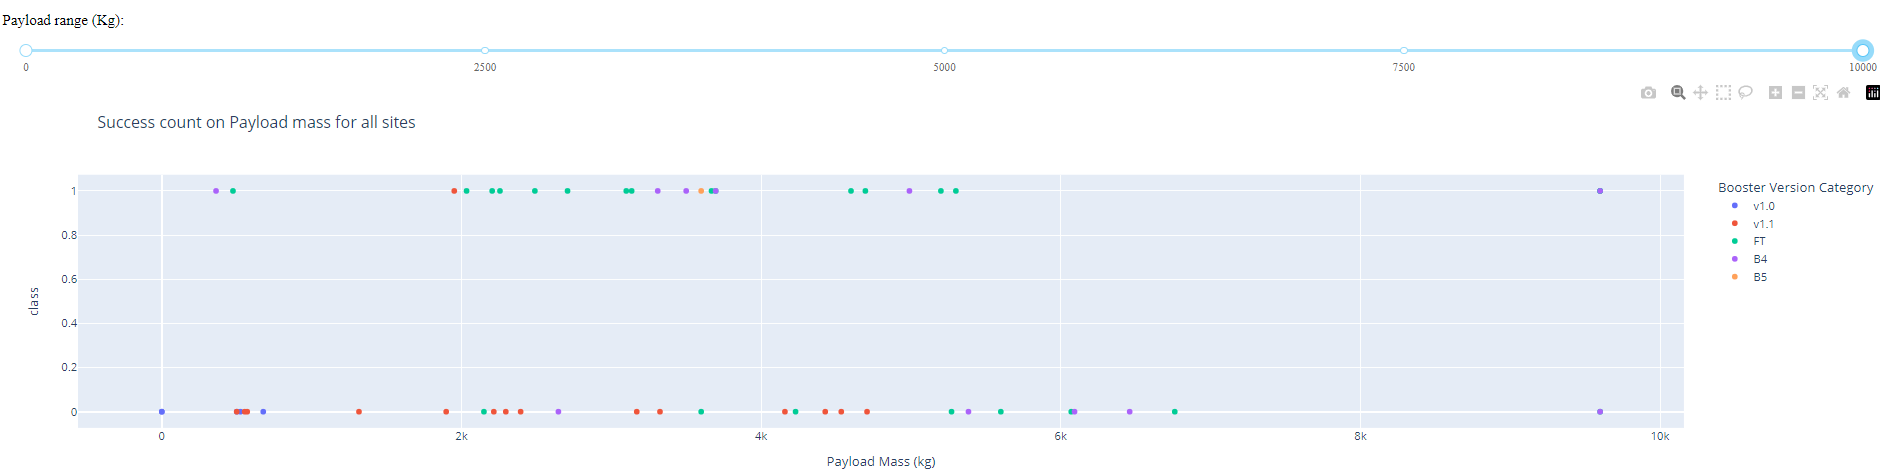 Payload range (Kg):
0 2500 5000 7500 10000
Success count on Payload mass for all sites
1
0.8
0.6
0.4
0.2
0
class
0 2k 4k 6k 8k 10k
Payload Mass (kg)
Booster Version Category
v1.0
v1.1
FT
B4
B5